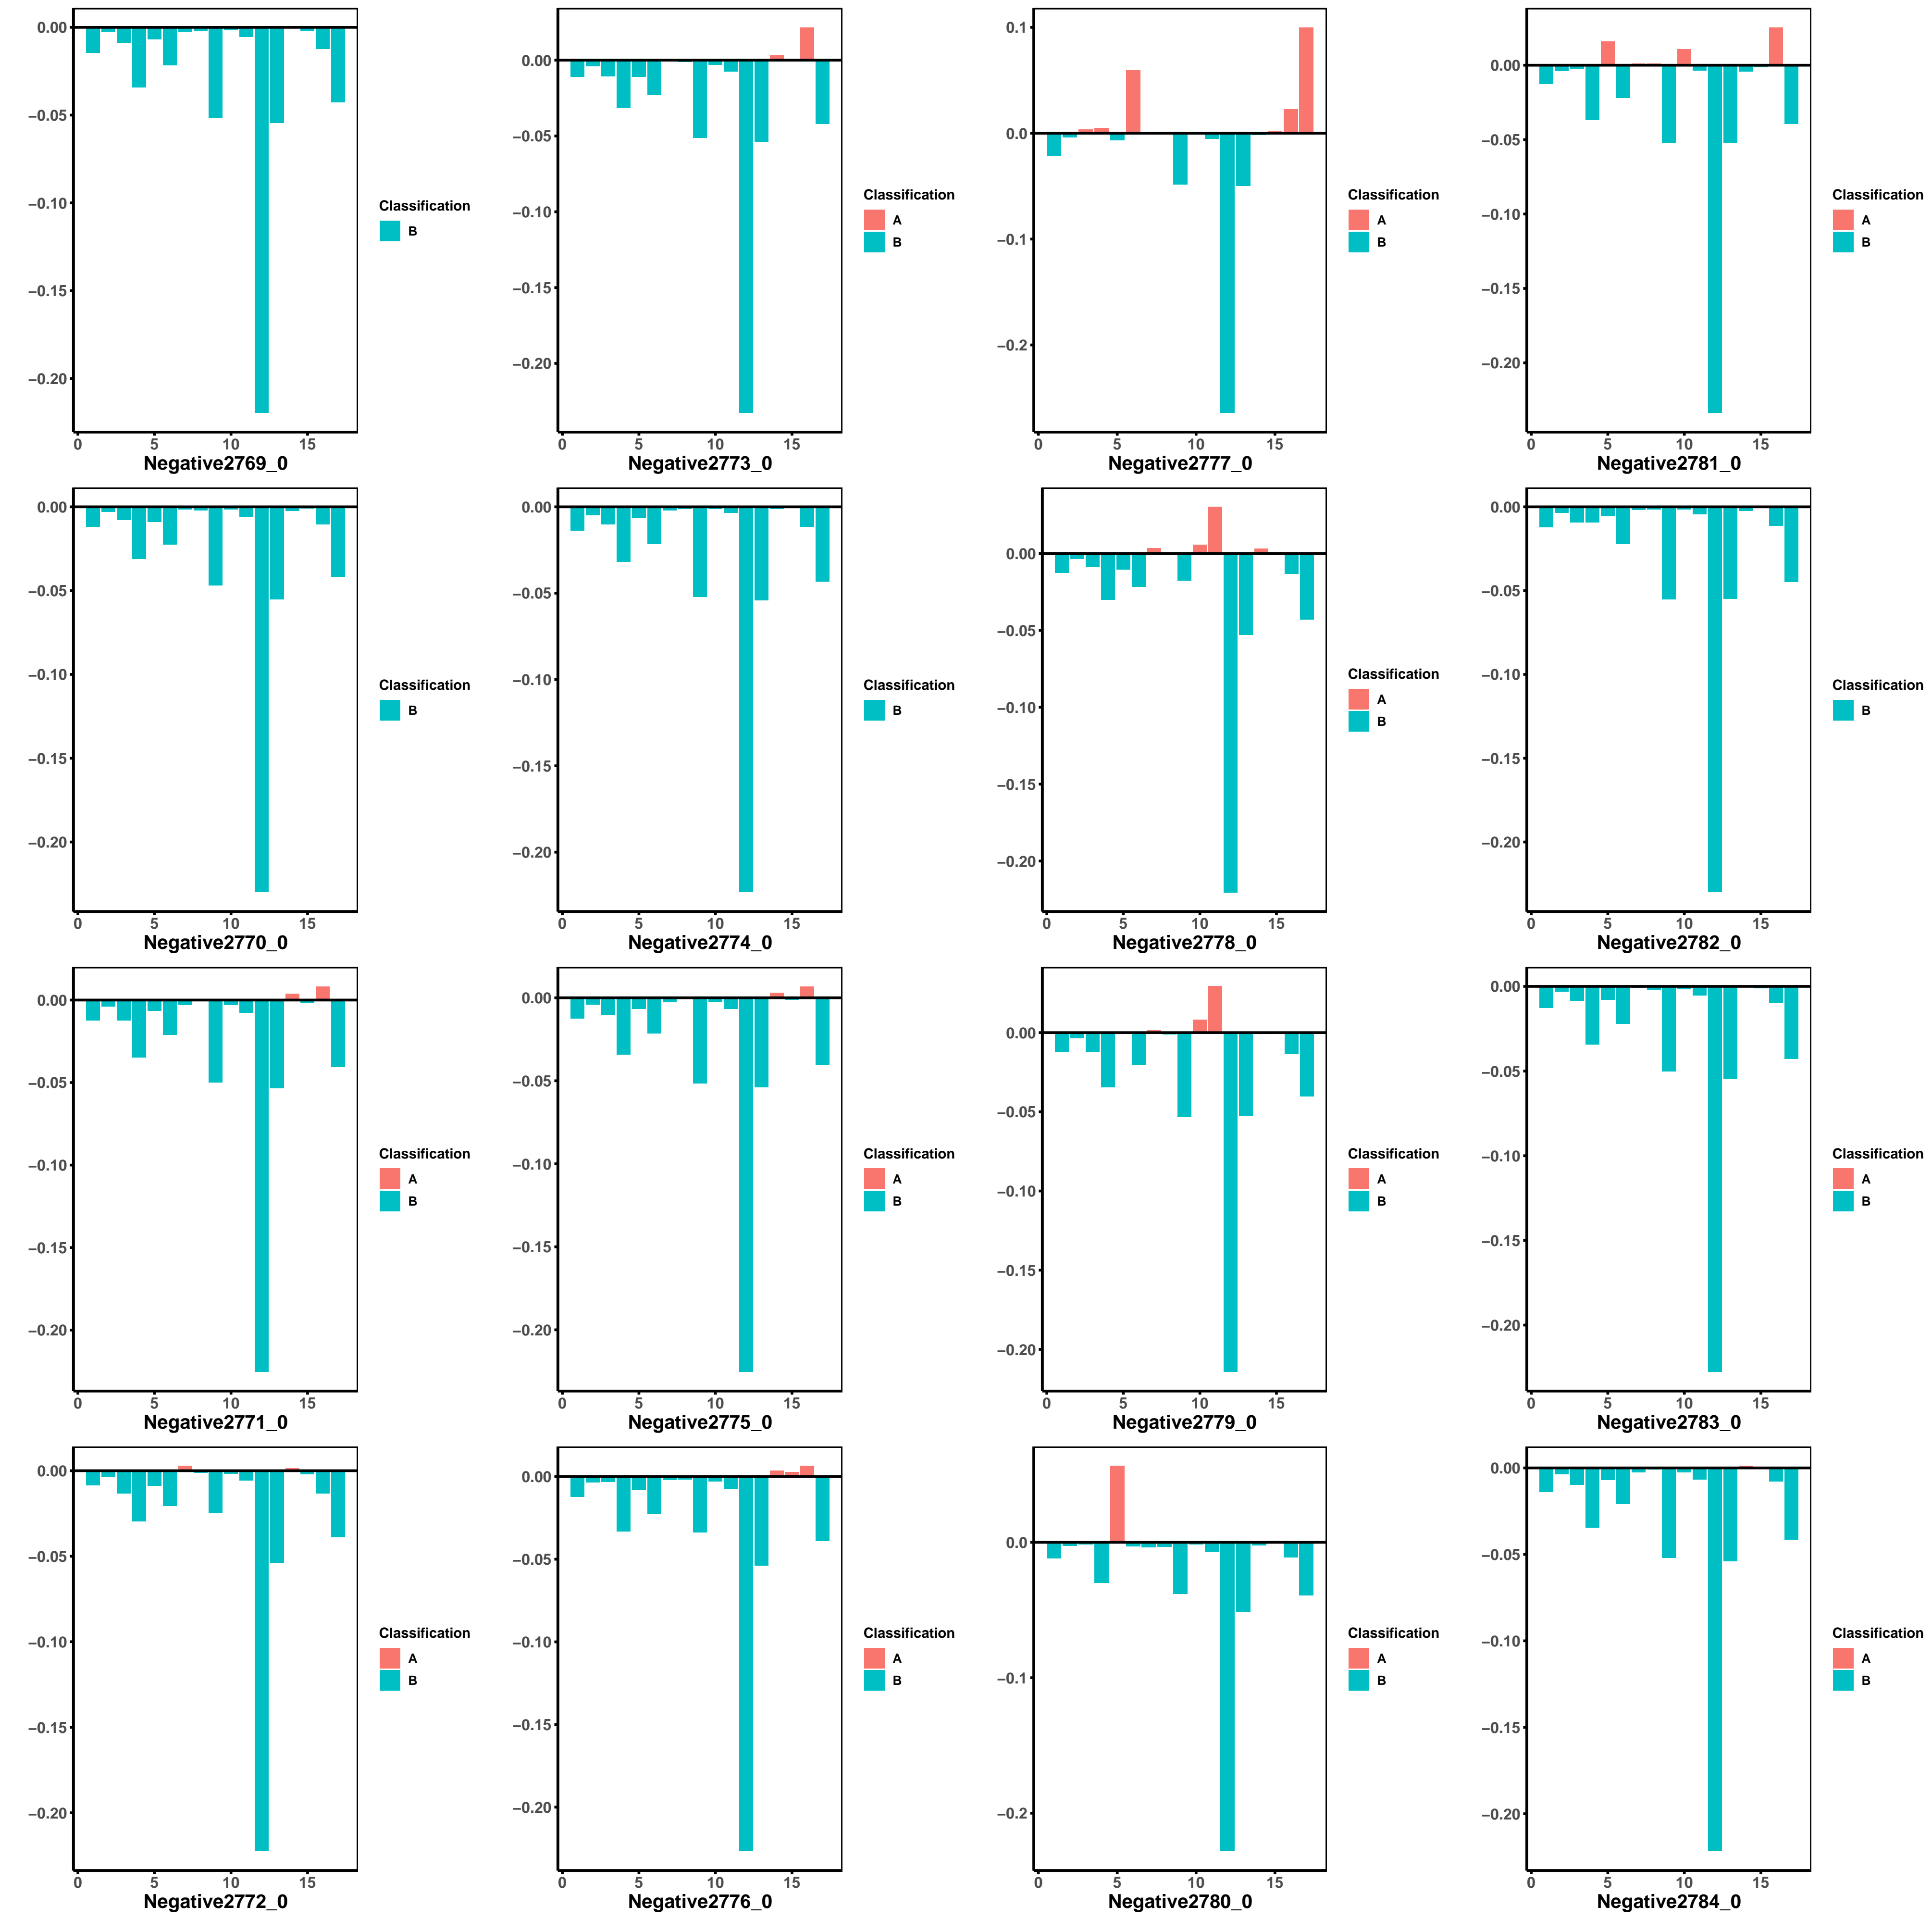 0.00
−0.05
−0.10
−0.15
−0.20
0 5 10 15
Negative2769_0
Classification
B
0.00
−0.05
−0.10
−0.15
−0.20
0 5 10 15
Negative2773_0
Classification
A
B
0.1
0.0
−0.1
−0.2
0 5 10 15
Negative2777_0
Classification
A
B
0.00
−0.05
−0.10
−0.15
−0.20
0 5 10 15
Negative2781_0
Classification
A
B
0.00
−0.05
−0.10
−0.15
−0.20
0 5 10 15
Negative2770_0
Classification
B
0.00
−0.05
−0.10
−0.15
−0.20
0 5 10 15
Negative2774_0
Classification
B
0.00
−0.05
−0.10
−0.15
−0.20
0 5 10 15
Negative2778_0
Classification
A
B
0.00
−0.05
−0.10
−0.15
−0.20
0 5 10 15
Negative2782_0
Classification
B
0.00
−0.05
−0.10
−0.15
−0.20
0 5 10 15
Negative2771_0
Classification
A
B
0.00
−0.05
−0.10
−0.15
−0.20
0 5 10 15
Negative2775_0
Classification
A
B
0.00
−0.05
−0.10
−0.15
−0.20
0 5 10 15
Negative2779_0
Classification
A
B
0.00
−0.05
−0.10
−0.15
−0.20
0 5 10 15
Negative2783_0
Classification
A
B
0.00
−0.05
−0.10
−0.15
−0.20
0 5 10 15
Negative2772_0
Classification
A
B
0.00
−0.05
−0.10
−0.15
−0.20
0 5 10 15
Negative2776_0
Classification
A
B
0.0
−0.1
−0.2
0 5 10 15
Negative2780_0
Classification
A
B
0.00
−0.05
−0.10
−0.15
−0.20
0 5 10 15
Negative2784_0
Classification
A
B